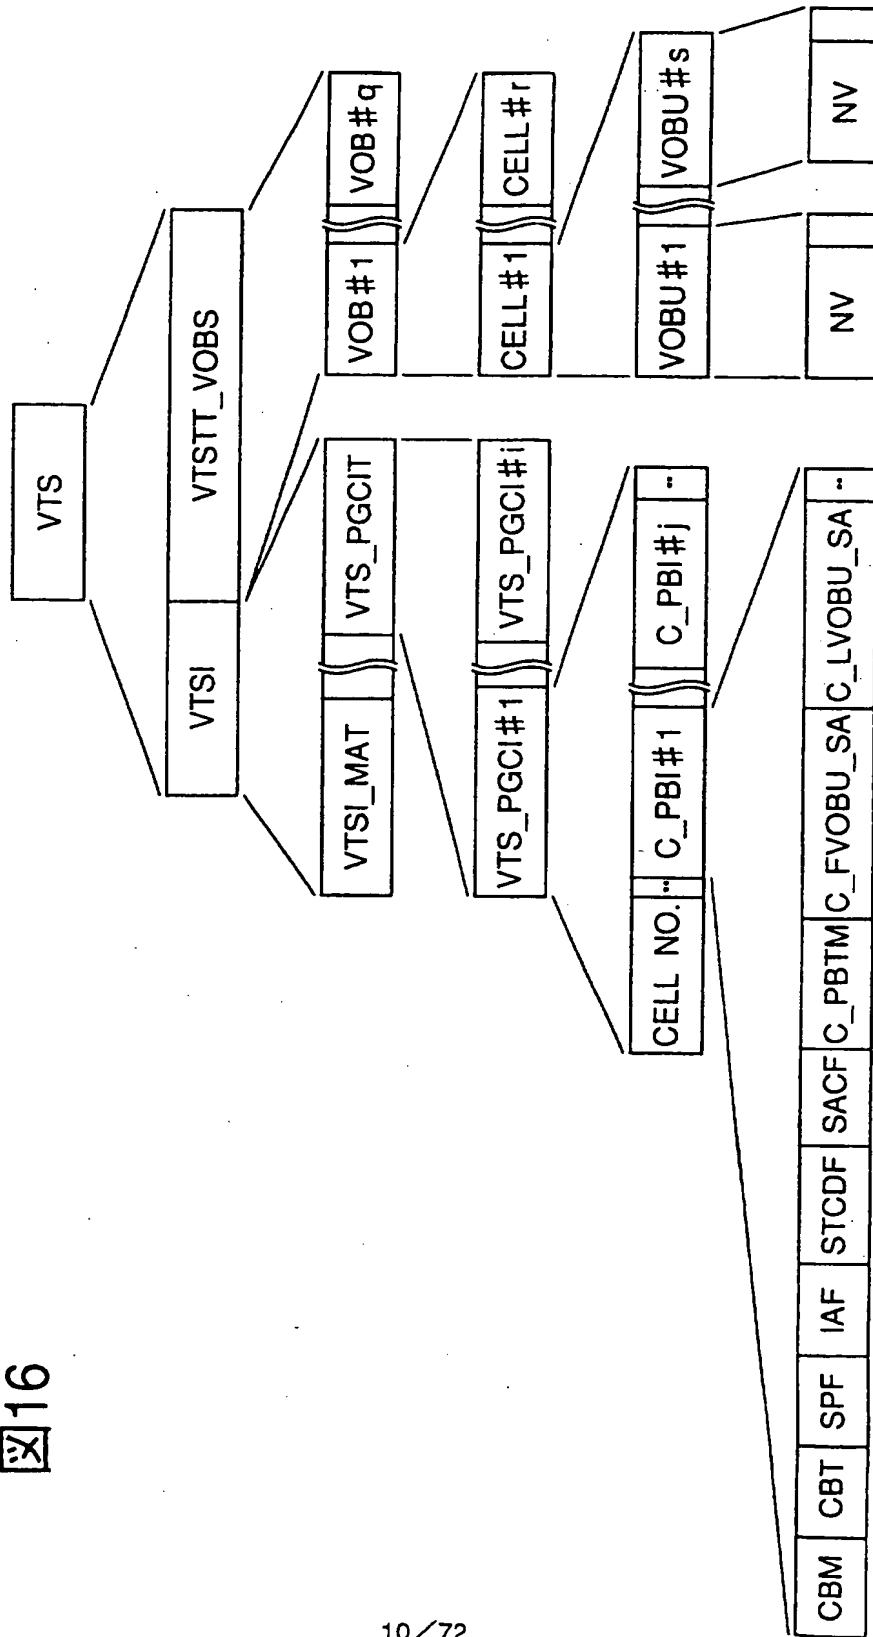 図16
VTS
VTSI VTSTT_VOBS
VTSI_MAT VTS_PGCIT VOB#1 VOB#q
VTS_PGCI#1 VTS_PGCI#i CELL#1 CELL#r
CELL NO. ·· C_PBI#1 C_PBI#j ·· VOBU#1 VOBU#s
CBM CBT SPF IAF STCDF SACF C_PBTM C_FVOBU_SA C_LVOBU_SA ·· NV NV
10/72